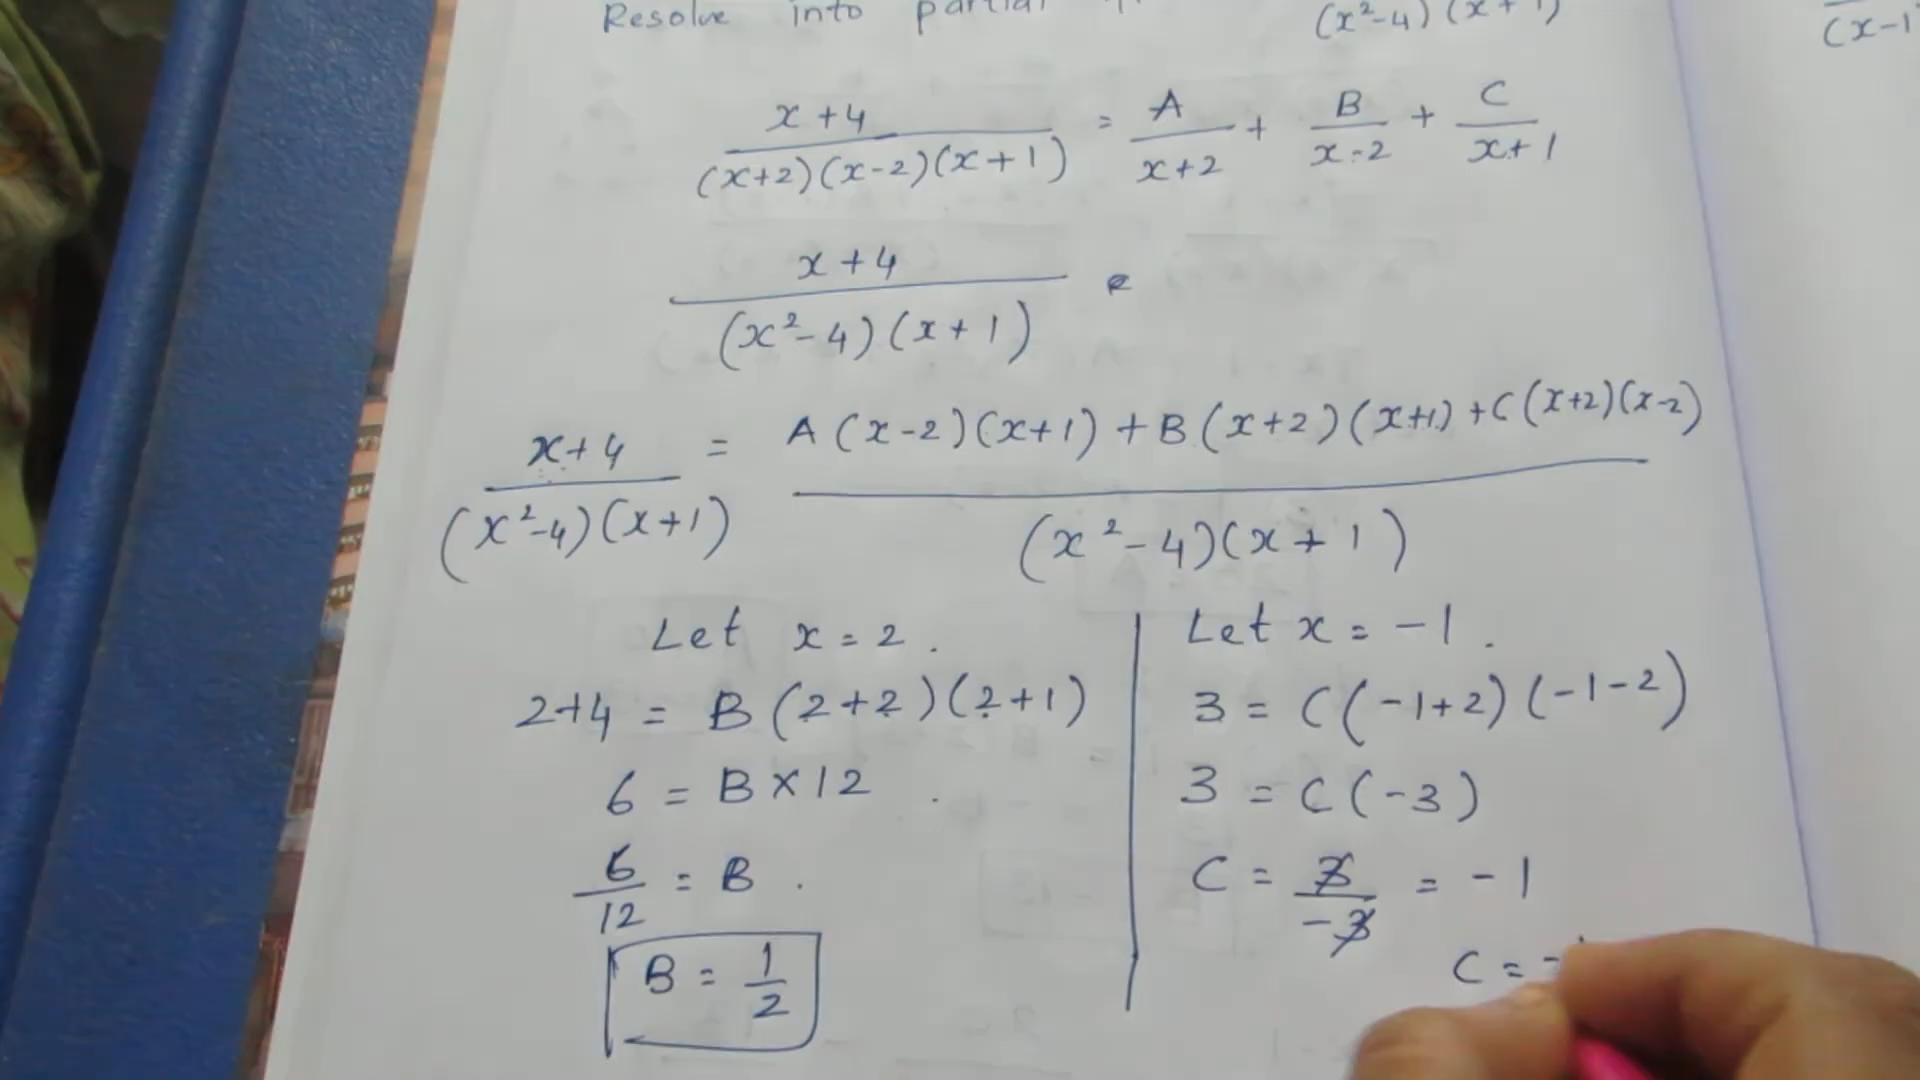 Resolve into partial
(x²-4)(x+1)
(x-1
x+4 / (x+2)(x-2)(x+1) = A/x+2 + B/x-2 + C/x+1
x+4 / (x²-4)(x+1)
x+4 / (x²-4)(x+1) = A(x-2)(x+1)+B(x+2)(x+1)+C(x+2)(x-2) / (x²-4)(x+1)
Let x = 2.
2+4 = B(2+2)(2+1)
6 = B×12
6/12 = B.
B = 1/2
Let x = -1.
3 = C(-1+2)(-1-2)
3 = C(-3)
C = 3/-3 = -1
C = -